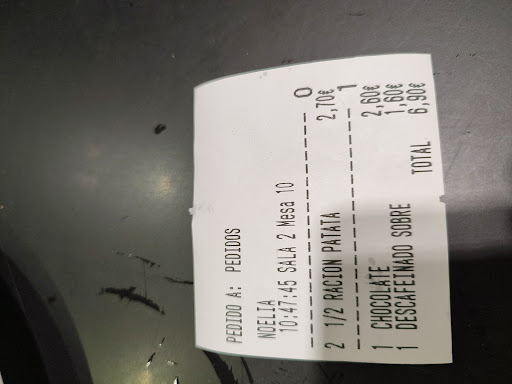 PEDIDO A: PEDIDOS
NOELIA
10:47:45 SALA 2 Mesa 10
------------------------------ 0
2 1/2 RACION PATATA 2,70€
------------------------------ 1
1 CHOCOLATE 2,60€
1 DESCAFEINADO SOBRE 1,60€
TOTAL 6,90€